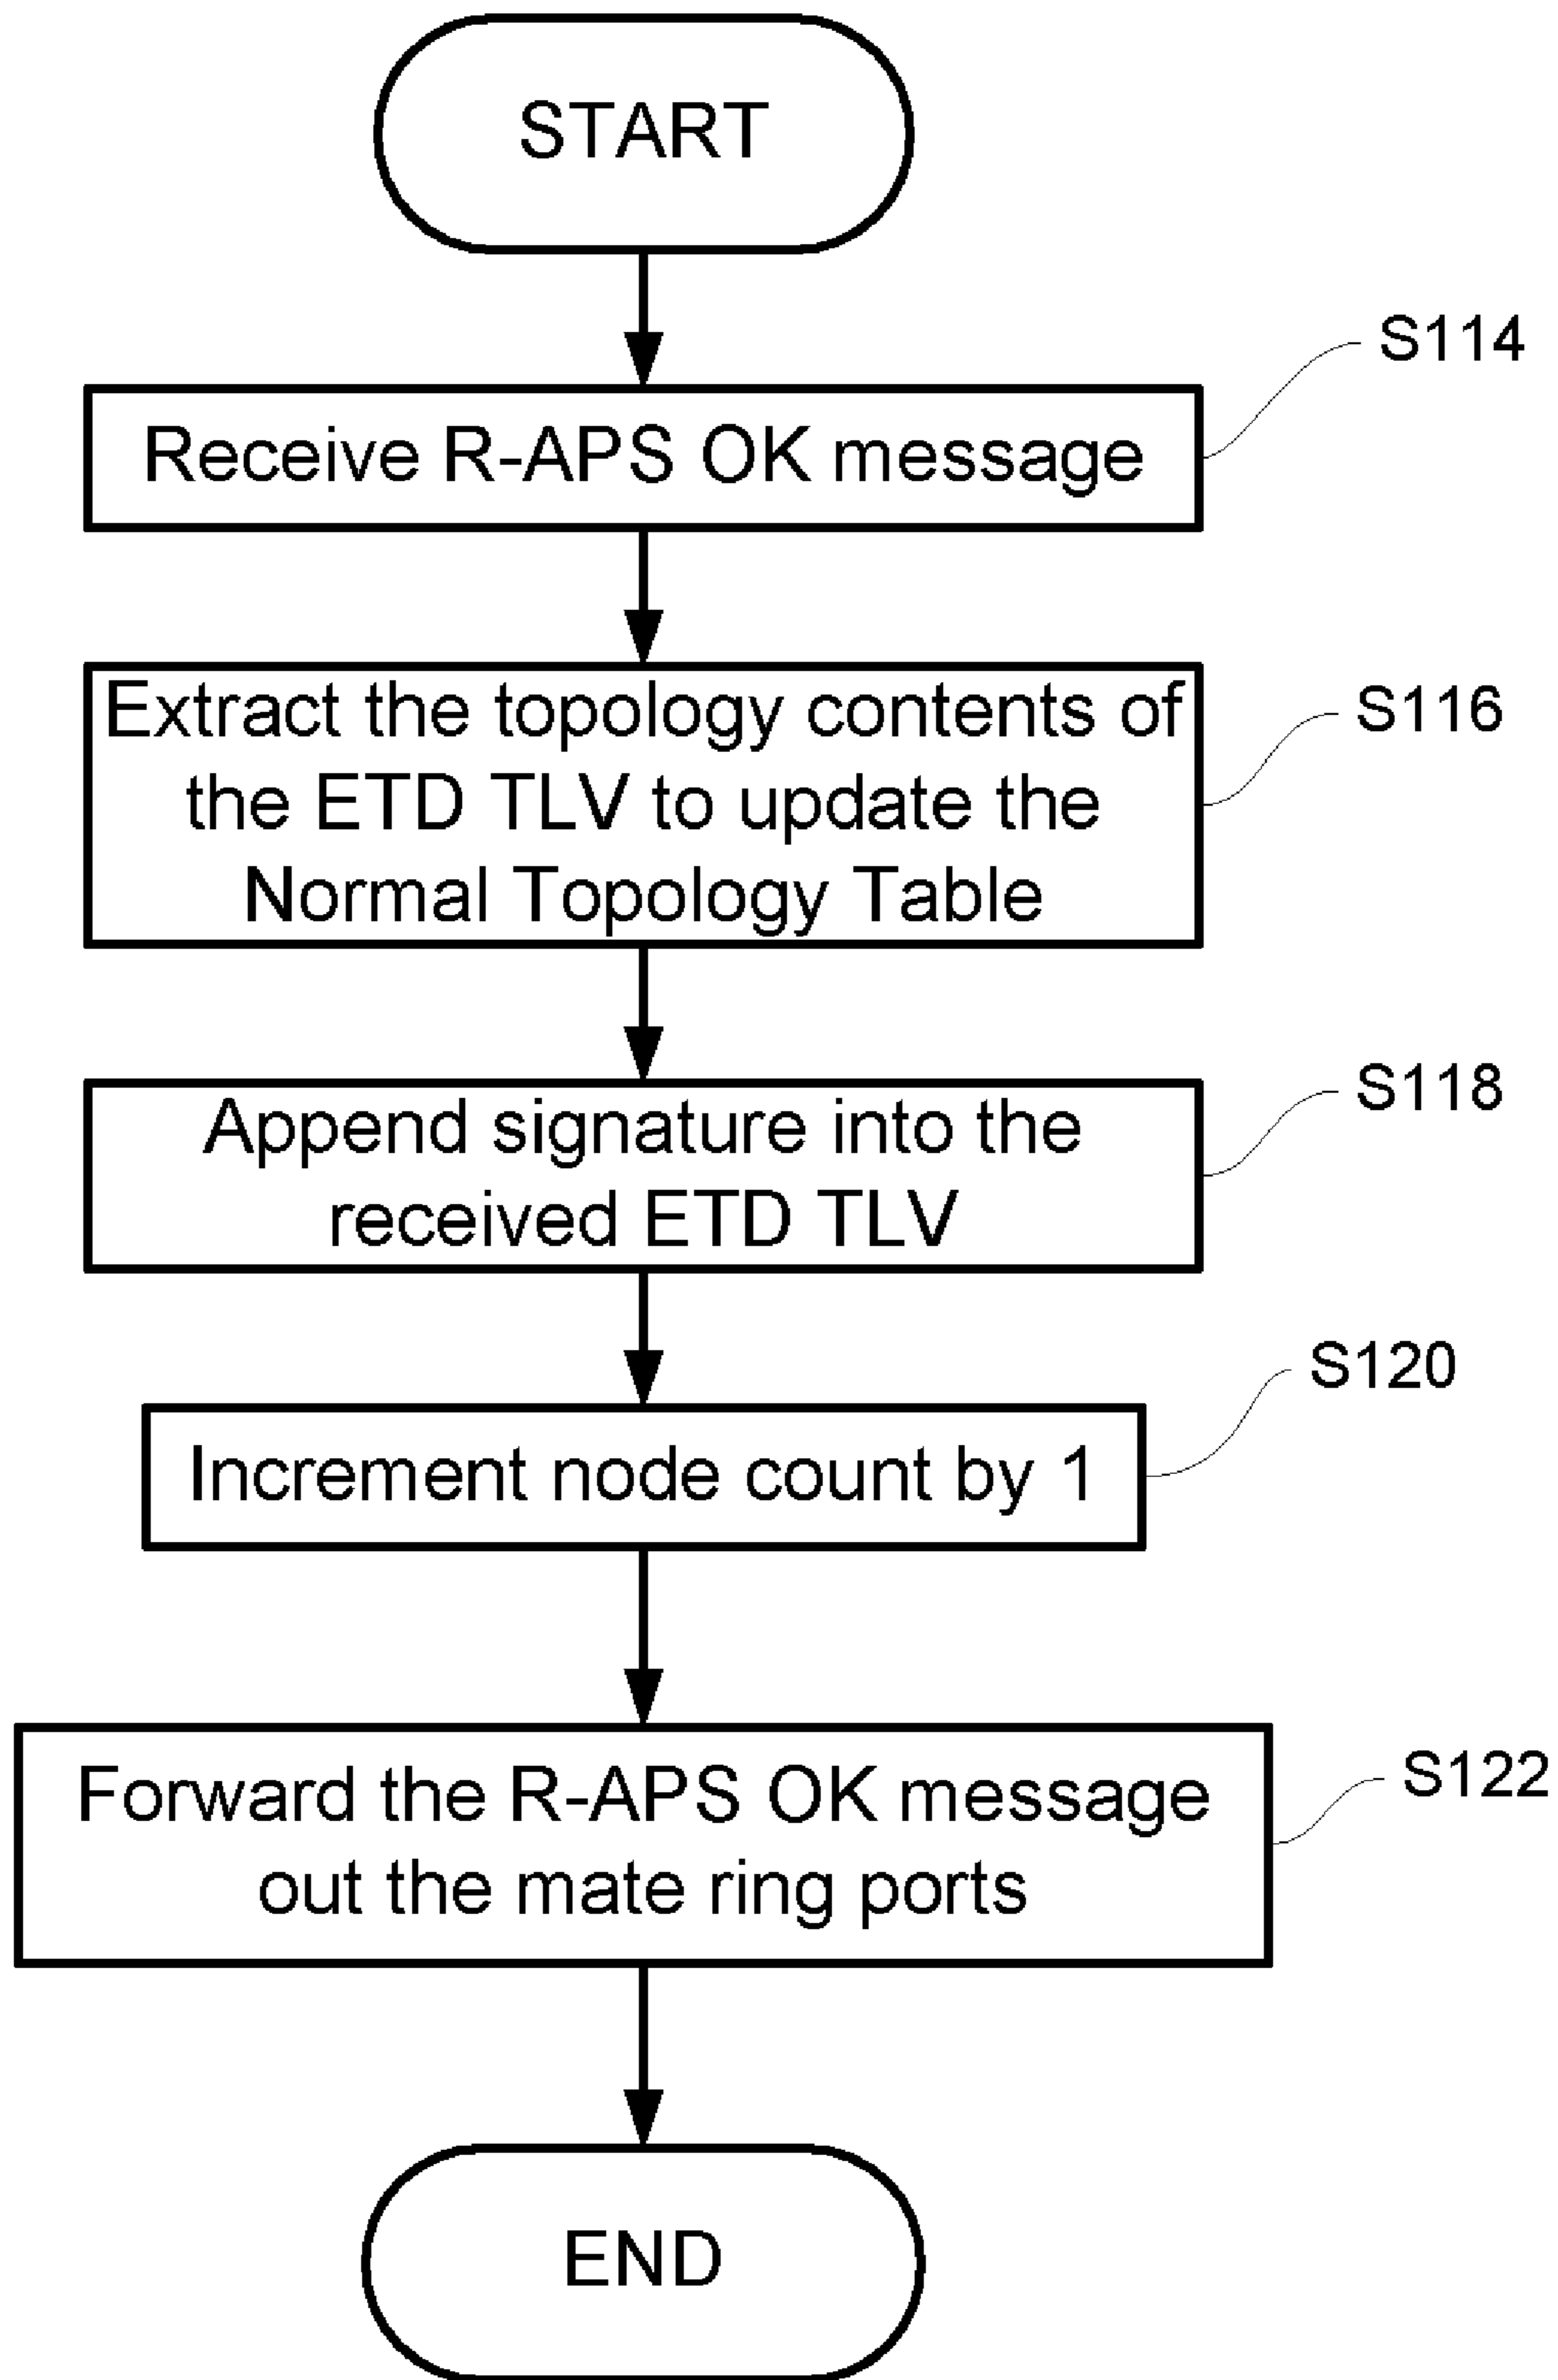 START
S114
Receive R-APS OK message
S116
Extract the topology contents of
the ETD TLV to update the
Normal Topology Table
S118
Append signature into the
received ETD TLV
S120
Increment node count by 1
S122
Forward the R-APS OK message
out the mate ring ports
END